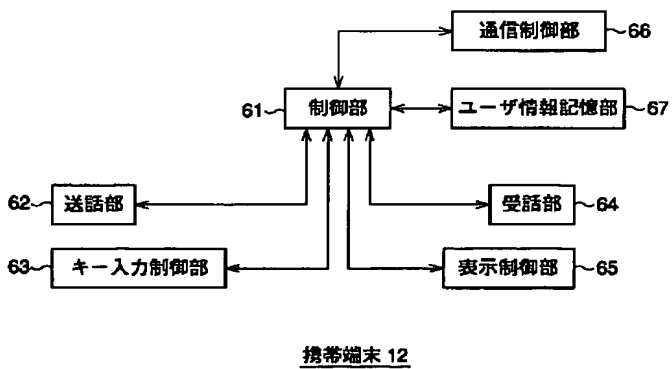 通信制御部 66
61 制御部
ユーザ情報記憶部 67
62 送話部
受話部 64
63 キー入力制御部
表示制御部 65
携帯端末 12